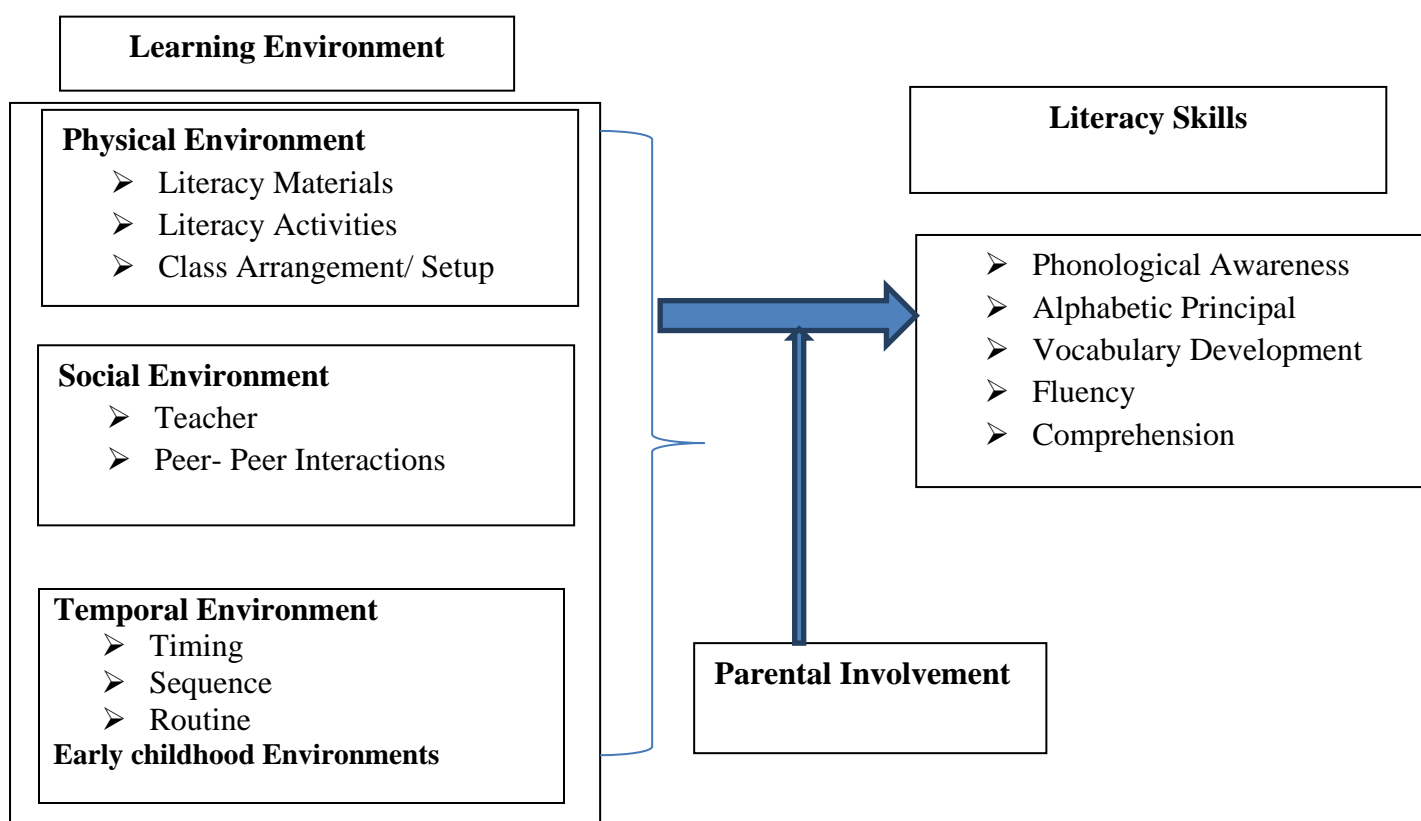 Learning Environment
Physical Environment
➢ Literacy Materials
➢ Literacy Activities
➢ Class Arrangement/ Setup
Social Environment
➢ Teacher
➢ Peer- Peer Interactions
Temporal Environment
➢ Timing
➢ Sequence
➢ Routine
Early childhood Environments
Parental Involvement
Literacy Skills
➢ Phonological Awareness
➢ Alphabetic Principal
➢ Vocabulary Development
➢ Fluency
➢ Comprehension